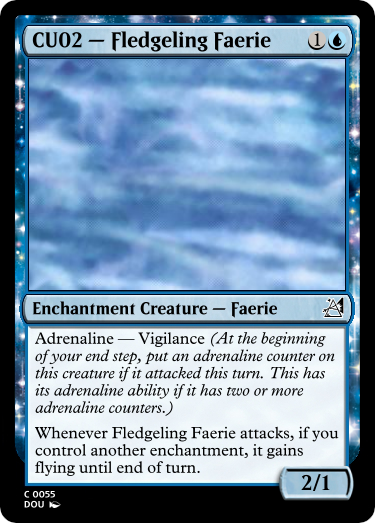 CU02 — Fledgeling Faerie 1
Enchantment Creature — Faerie
Adrenaline — Vigilance (At the beginning
of your end step, put an adrenaline counter on
this creature if it attacked this turn. This has
its adrenaline ability if it has two or more
adrenaline counters.)
Whenever Fledgeling Faerie attacks, if you
control another enchantment, it gains
flying until end of turn.
2/1
C 0055
DOU